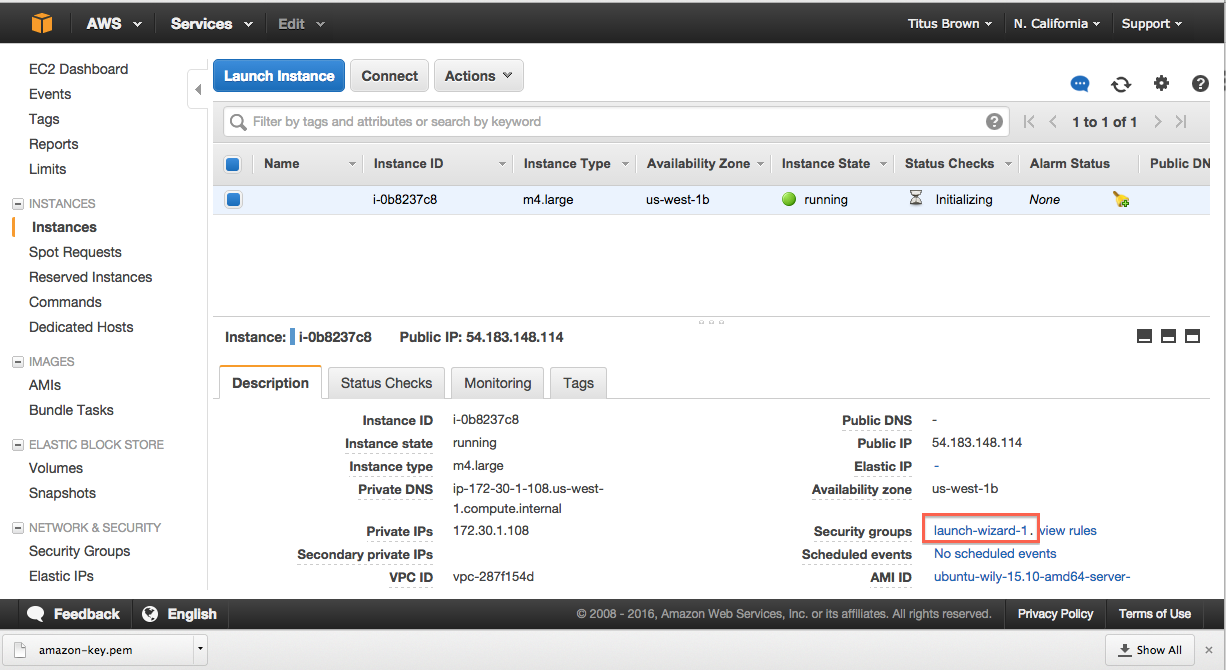 AWS Services Edit Titus Brown N. California Support
EC2 Dashboard
Events
Tags
Reports
Limits
INSTANCES
Instances
Spot Requests
Reserved Instances
Commands
Dedicated Hosts
IMAGES
AMIs
Bundle Tasks
ELASTIC BLOCK STORE
Volumes
Snapshots
NETWORK & SECURITY
Security Groups
Elastic IPs
Launch Instance Connect Actions
Filter by tags and attributes or search by keyword 1 to 1 of 1
Name Instance ID Instance Type Availability Zone Instance State Status Checks Alarm Status Public DN
i-0b8237c8 m4.large us-west-1b running Initializing None
Instance: i-0b8237c8 Public IP: 54.183.148.114
Description Status Checks Monitoring Tags
Instance ID i-0b8237c8
Instance state running
Instance type m4.large
Private DNS ip-172-30-1-108.us-west-
1.compute.internal
Private IPs 172.30.1.108
Secondary private IPs
VPC ID vpc-287f154d
Public DNS -
Public IP 54.183.148.114
Elastic IP -
Availability zone us-west-1b
Security groups launch-wizard-1. view rules
Scheduled events No scheduled events
AMI ID ubuntu-wily-15.10-amd64-server-
Feedback English © 2008 - 2016, Amazon Web Services, Inc. or its affiliates. All rights reserved. Privacy Policy Terms of Use
amazon-key.pem Show All